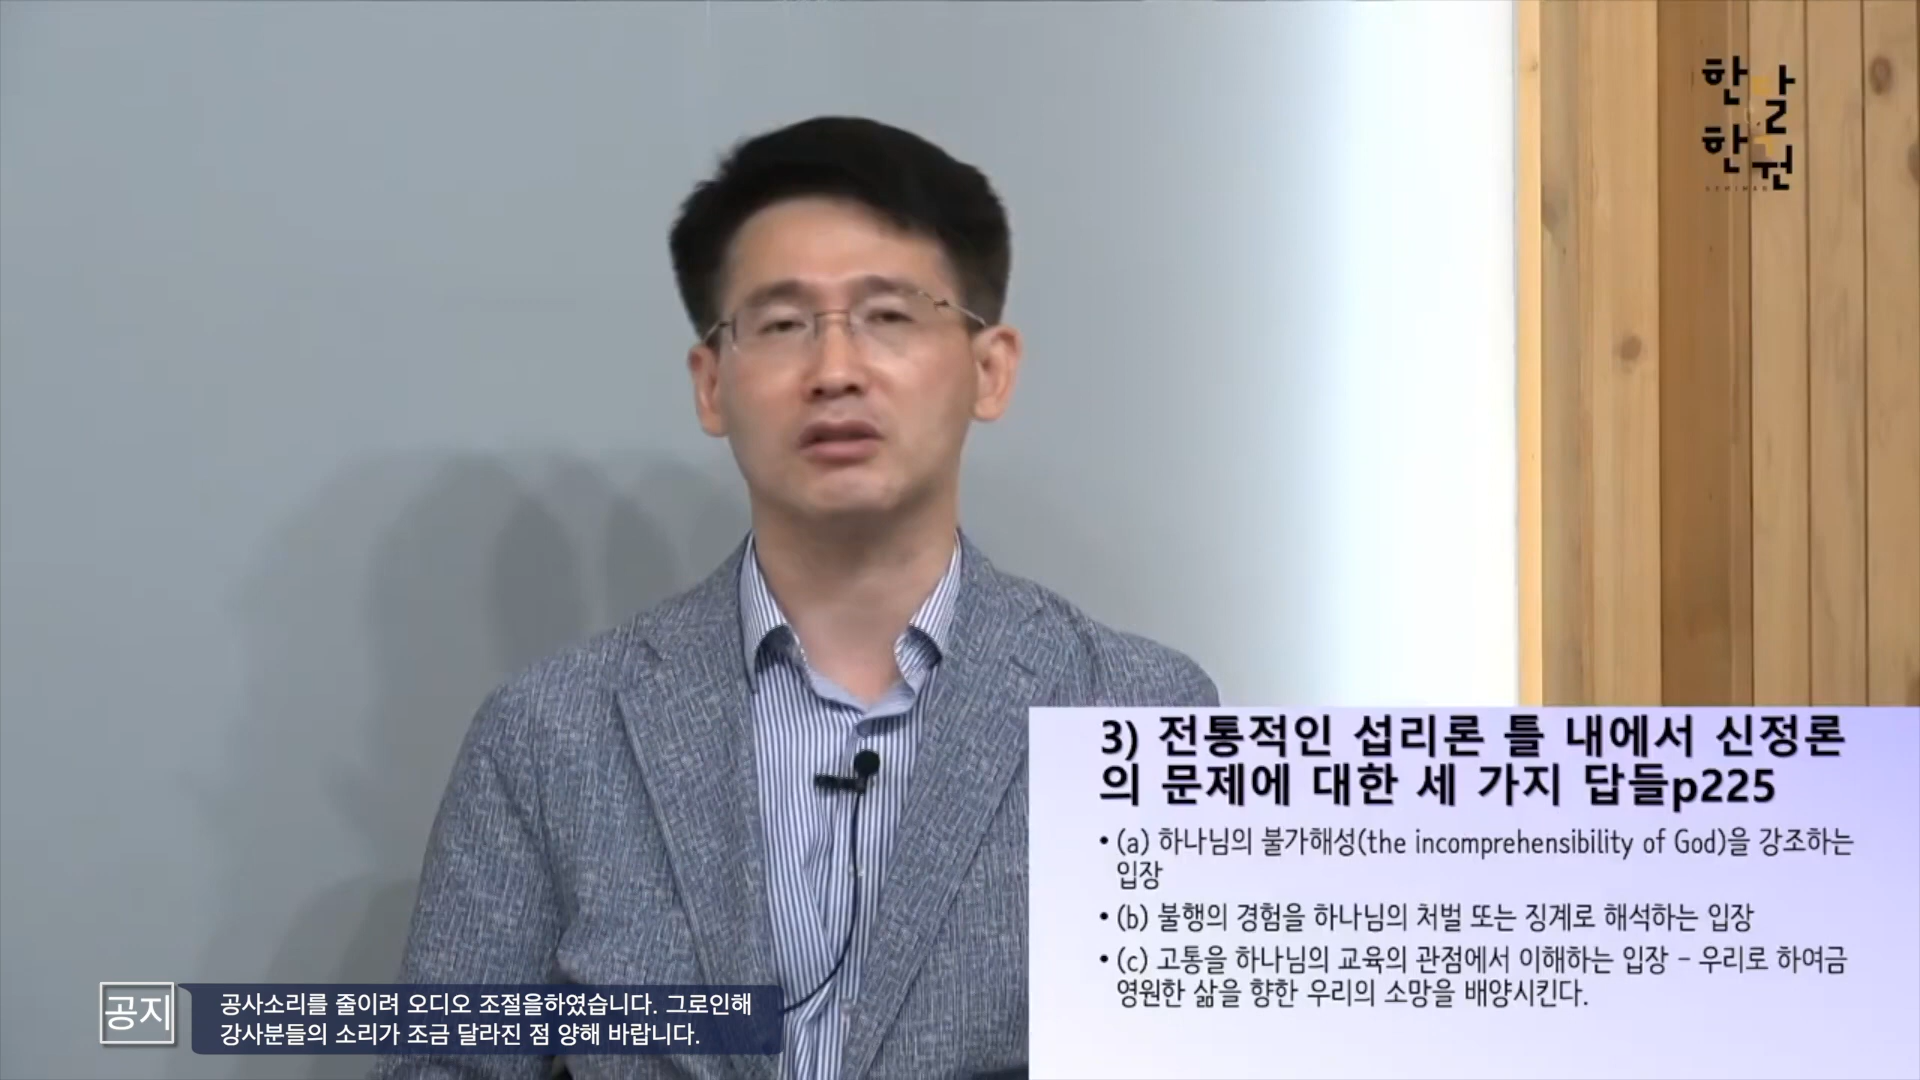 한달
한권
SEMINAR
3) 전통적인 섭리론 틀 내에서 신정론
의 문제에 대한 세 가지 답들p225
• (a) 하나님의 불가해성(the incomprehensibility of God)을 강조하는
입장
• (b) 불행의 경험을 하나님의 처벌 또는 징계로 해석하는 입장
• (c) 고통을 하나님의 교육의 관점에서 이해하는 입장 – 우리로 하여금
영원한 삶을 향한 우리의 소망을 배양시킨다.
공지
공사소리를 줄이려 오디오 조절을하였습니다. 그로인해
강사분들의 소리가 조금 달라진 점 양해 바랍니다.